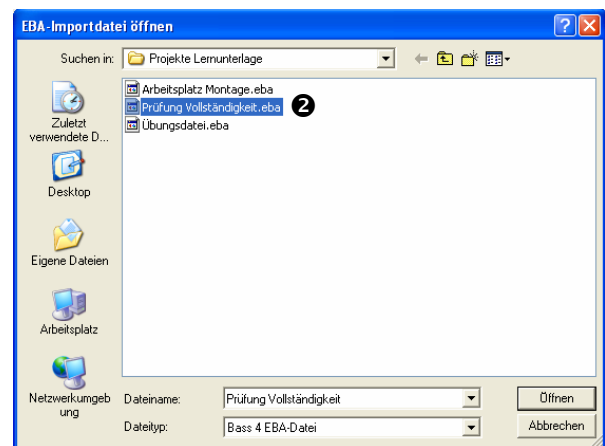 EBA-Importdatei öffnen
Suchen in: Projekte Lernunterlage
Arbeitsplatz Montage.eba
Prüfung Vollständigkeit.eba ❷
Übungsdatei.eba
Zuletzt
verwendete D...
Desktop
Eigene Dateien
Arbeitsplatz
Netzwerkumgeb
ung
Dateiname: Prüfung Vollständigkeit Öffnen
Dateityp: Bass 4 EBA-Datei Abbrechen